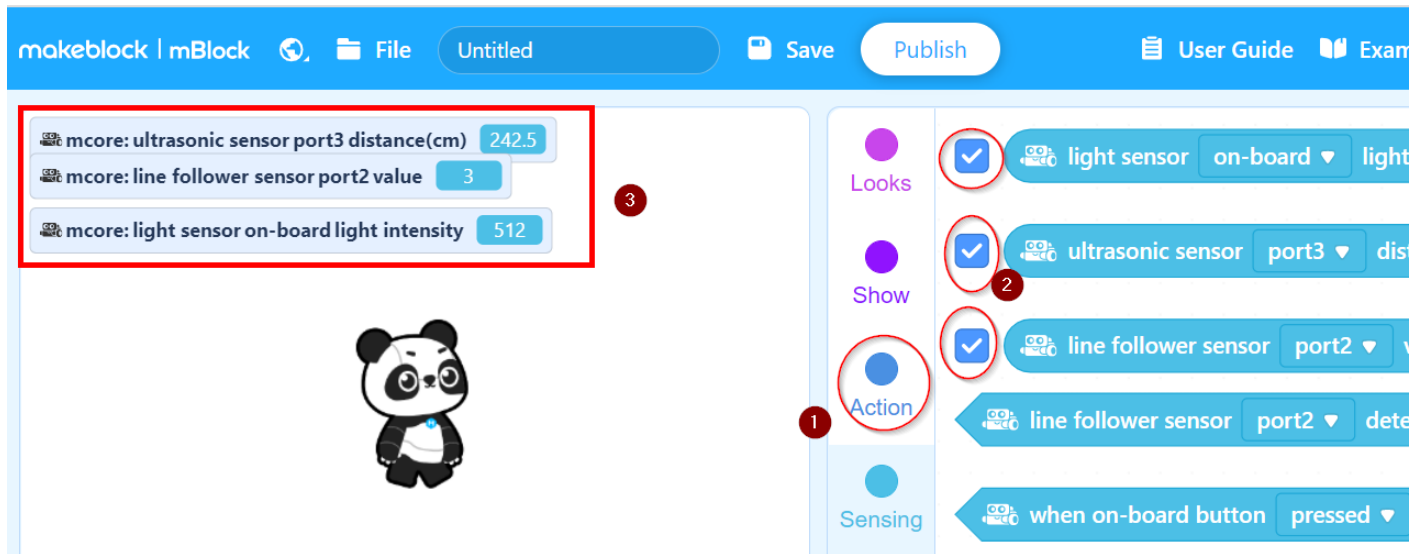 makeblock | mBlock File Untitled Save Publish User Guide Exam
mcore: ultrasonic sensor port3 distance(cm) 242.5
mcore: line follower sensor port2 value 3
mcore: light sensor on-board light intensity 512
3
Looks
Show
Action
1
Sensing
light sensor on-board light
ultrasonic sensor port3 dist
2
line follower sensor port2 v
line follower sensor port2 dete
when on-board button pressed